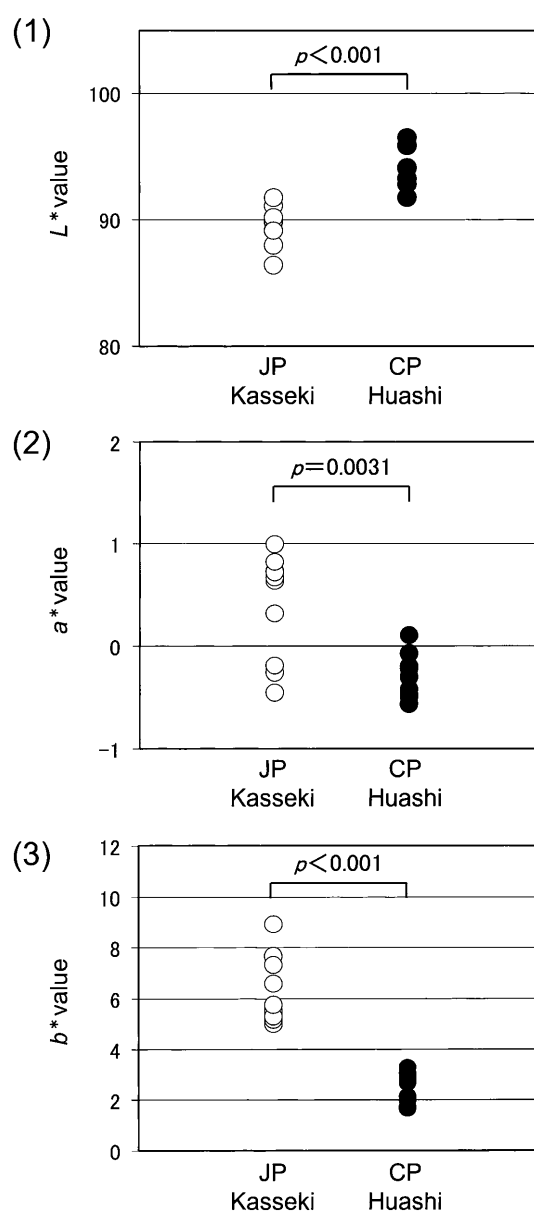 (1)
p＜0.001
100
90
80
L* value
JP
Kasseki
CP
Huashi
(2)
p＝0.0031
2
1
0
−1
a* value
JP
Kasseki
CP
Huashi
(3)
p＜0.001
12
10
8
6
4
2
0
b* value
JP
Kasseki
CP
Huashi